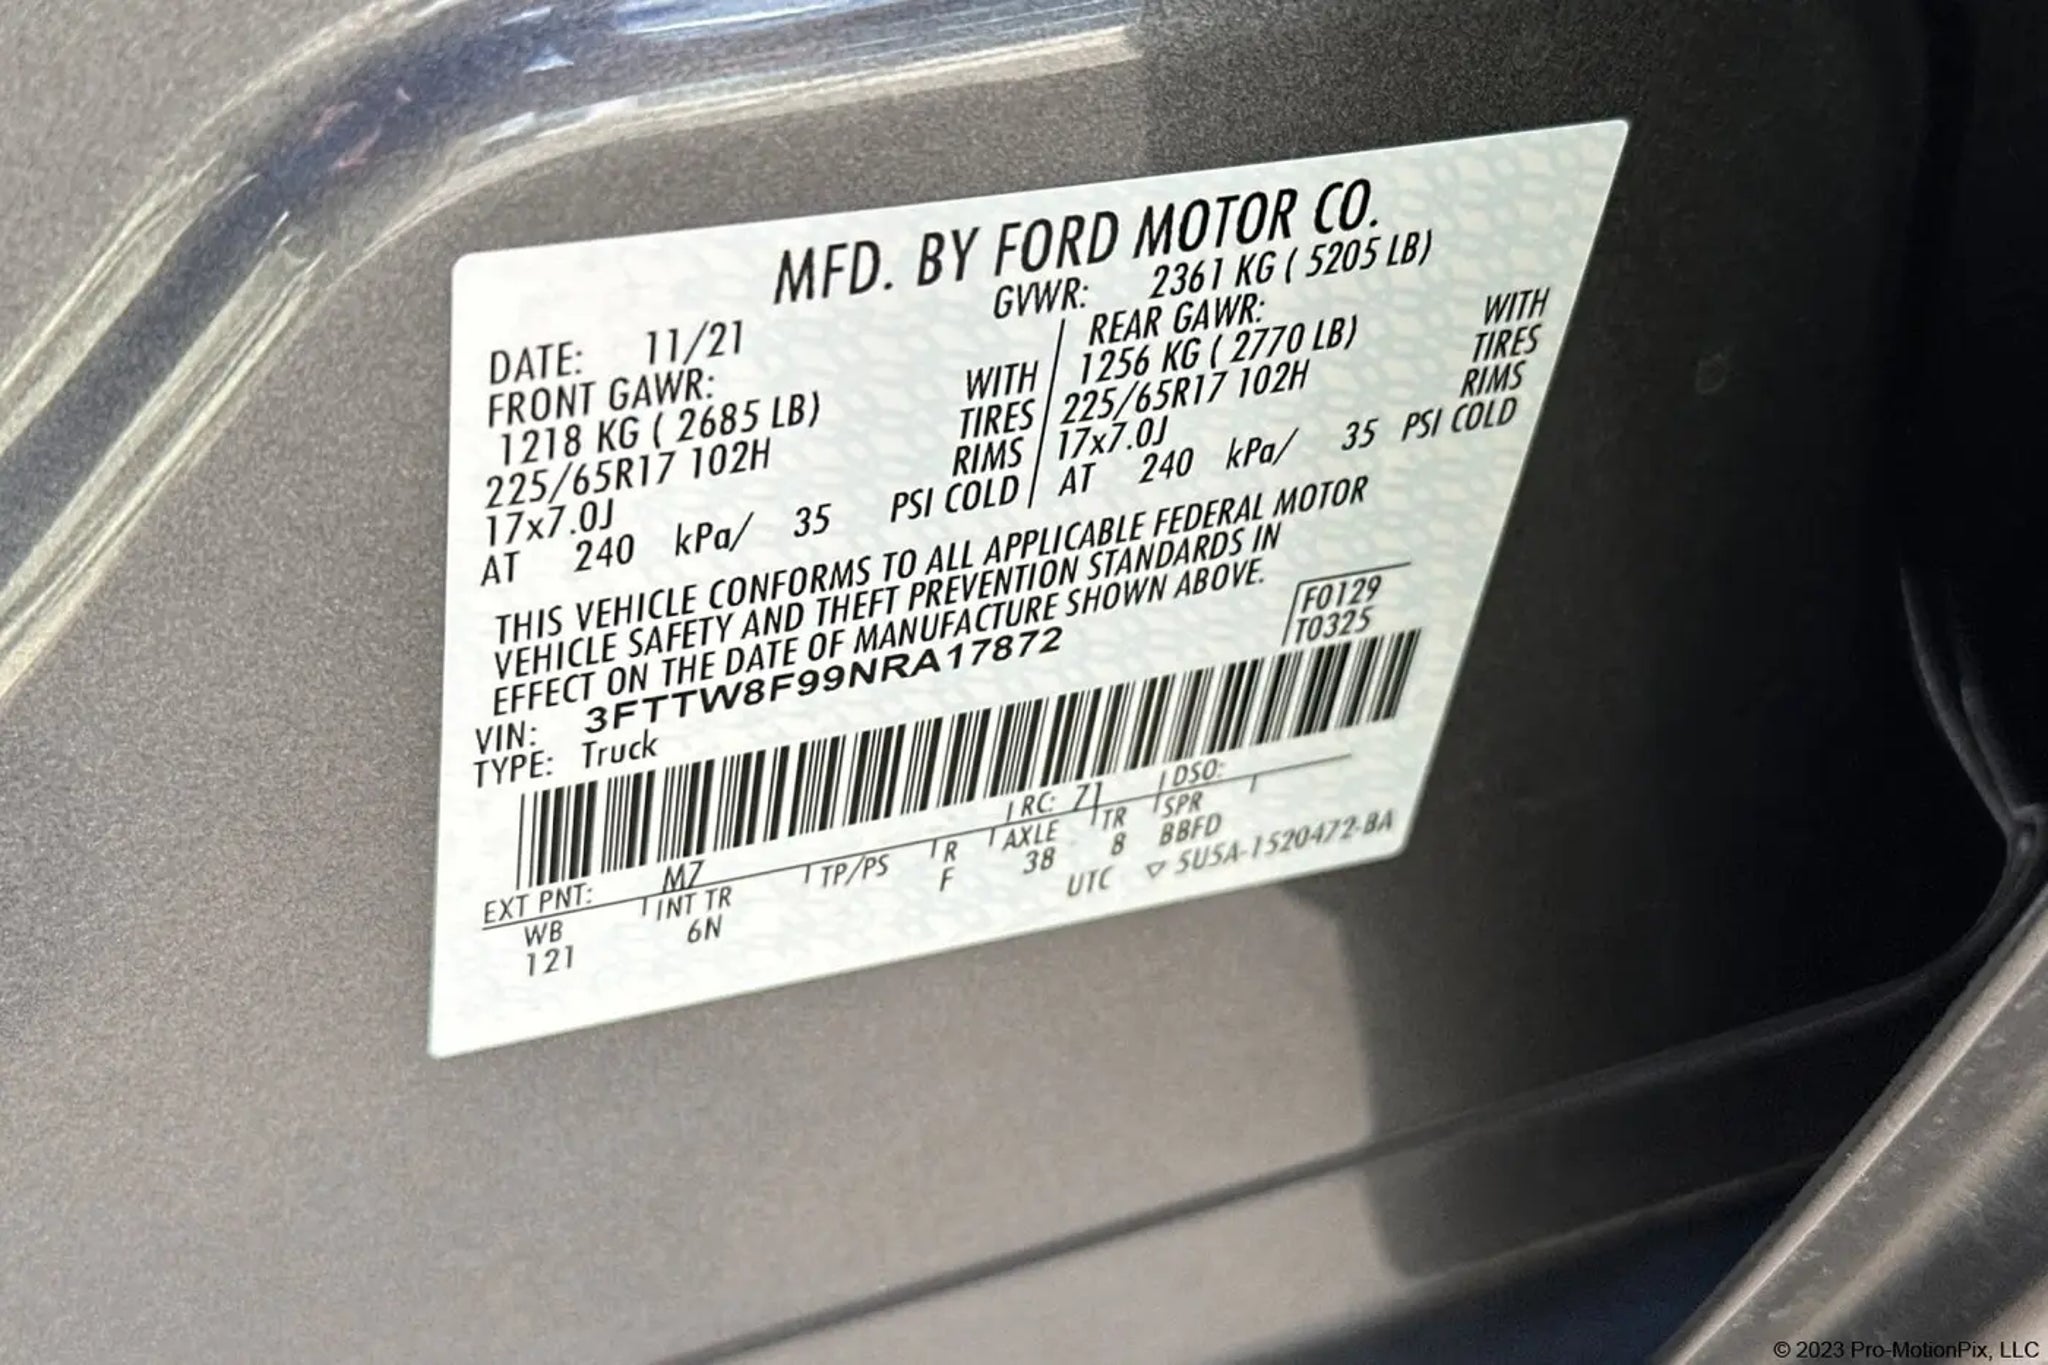 MFD. BY FORD MOTOR CO.
DATE: 11/21 GVWR: 2361 KG ( 5205 LB)
FRONT GAWR:
1218 KG ( 2685 LB) WITH
225/65R17 102H TIRES
17x7.0J RIMS
AT 240 kPa/ 35 PSI COLD
REAR GAWR:
1256 KG ( 2770 LB) WITH
225/65R17 102H TIRES
17x7.0J RIMS
AT 240 kPa/ 35 PSI COLD
THIS VEHICLE CONFORMS TO ALL APPLICABLE FEDERAL MOTOR
VEHICLE SAFETY AND THEFT PREVENTION STANDARDS IN
EFFECT ON THE DATE OF MANUFACTURE SHOWN ABOVE.
F0129
T0325
VIN: 3FTTW8F99NRA17872
TYPE: Truck
EXT PNT: M7 RC: 71 DSO:
WB INT TR TP/PS R AXLE TR SPR
121 6N F 38 8 BBFD
UTC ▽ 5U5A-1520472-BA
© 2023 Pro-MotionPix, LLC